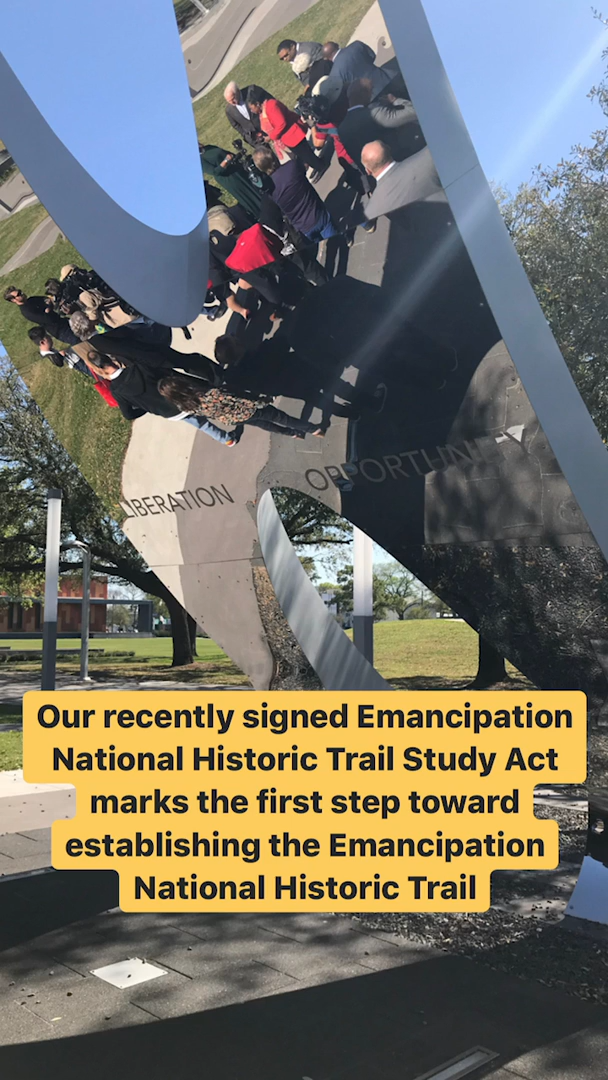 LIBERATION
OPPORTUNITY
Our recently signed Emancipation
National Historic Trail Study Act
marks the first step toward
establishing the Emancipation
National Historic Trail